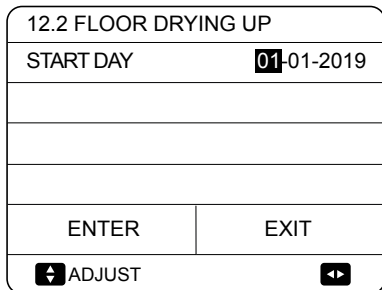 12.2 FLOOR DRYING UP
START DAY 01-01-2019
ENTER EXIT
ADJUST